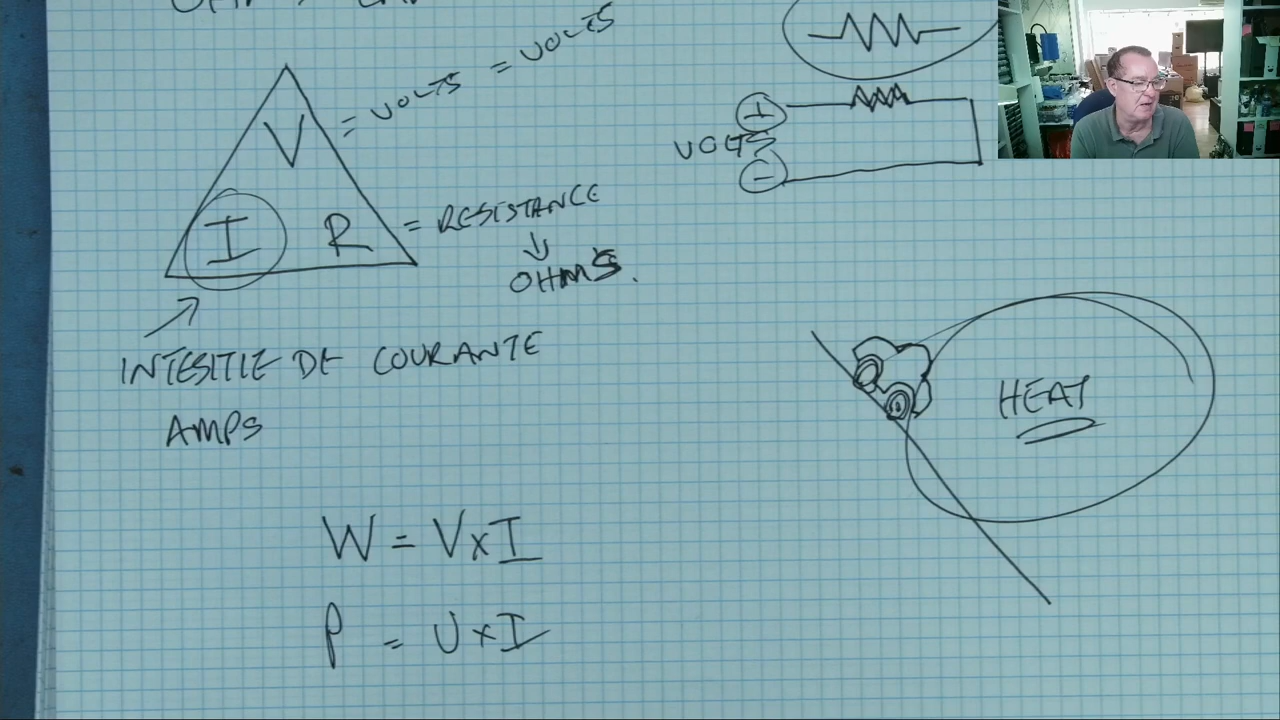 = VOLTS = VOLTS
V
I R
= RESISTANCE
↓
OHMS.
INTESITIE DE COURANTE
AMPS
W = V x I
P = U x I
+
VOLTS
-
HEAT